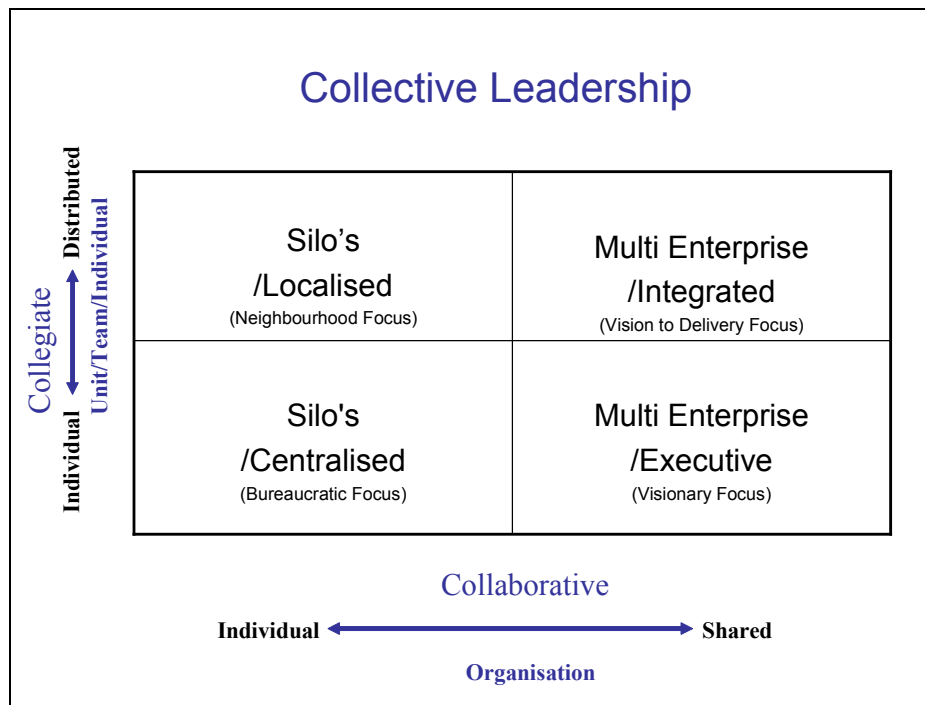 Collective Leadership
Distributed
Individual
Collegiate
Unit/Team/Individual
Silo’s
/Localised
(Neighbourhood Focus)
Multi Enterprise
/Integrated
(Vision to Delivery Focus)
Silo's
/Centralised
(Bureaucratic Focus)
Multi Enterprise
/Executive
(Visionary Focus)
Collaborative
Individual
Shared
Organisation